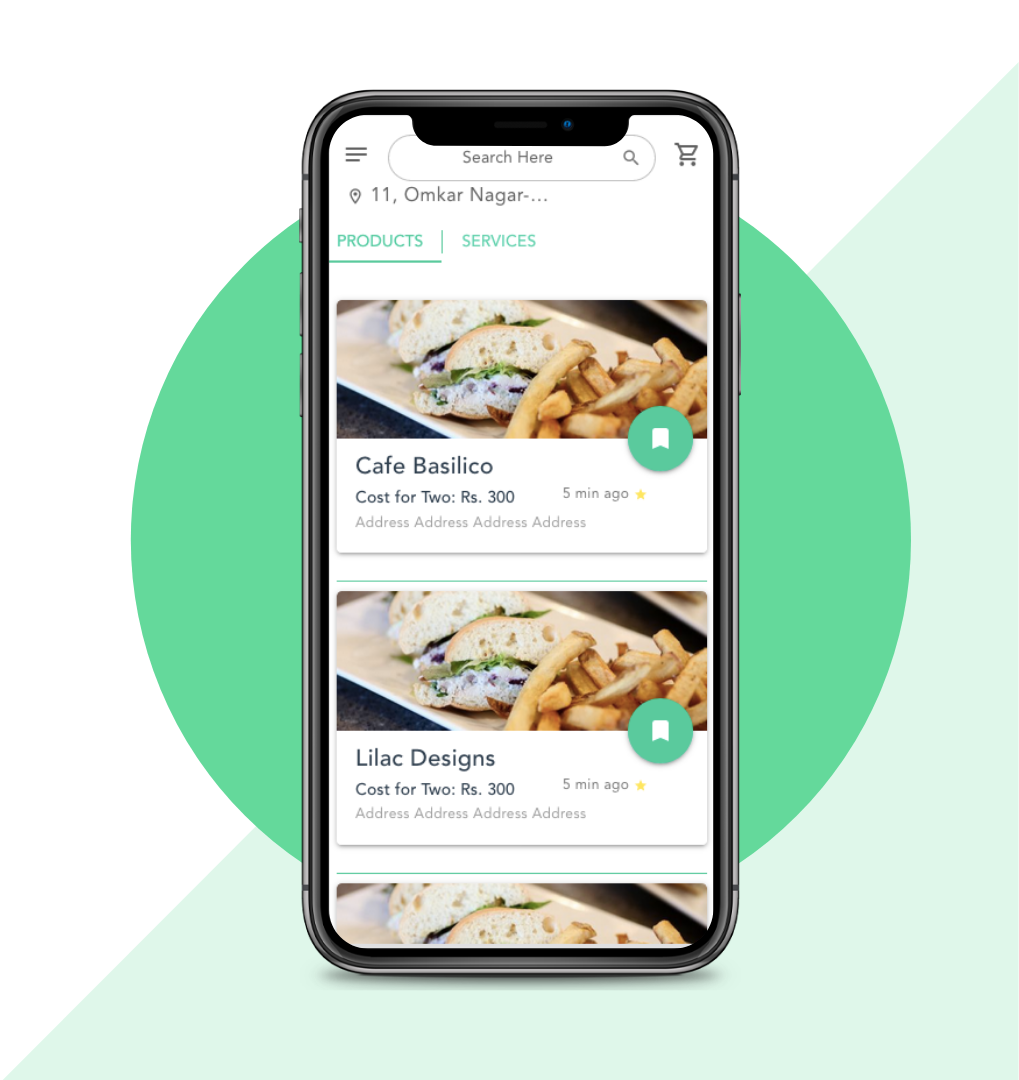 Search Here
11, Omkar Nagar-...
PRODUCTS | SERVICES
Cafe Basilico
Cost for Two: Rs. 300
5 min ago
Address Address Address Address
Lilac Designs
Cost for Two: Rs. 300
5 min ago
Address Address Address Address